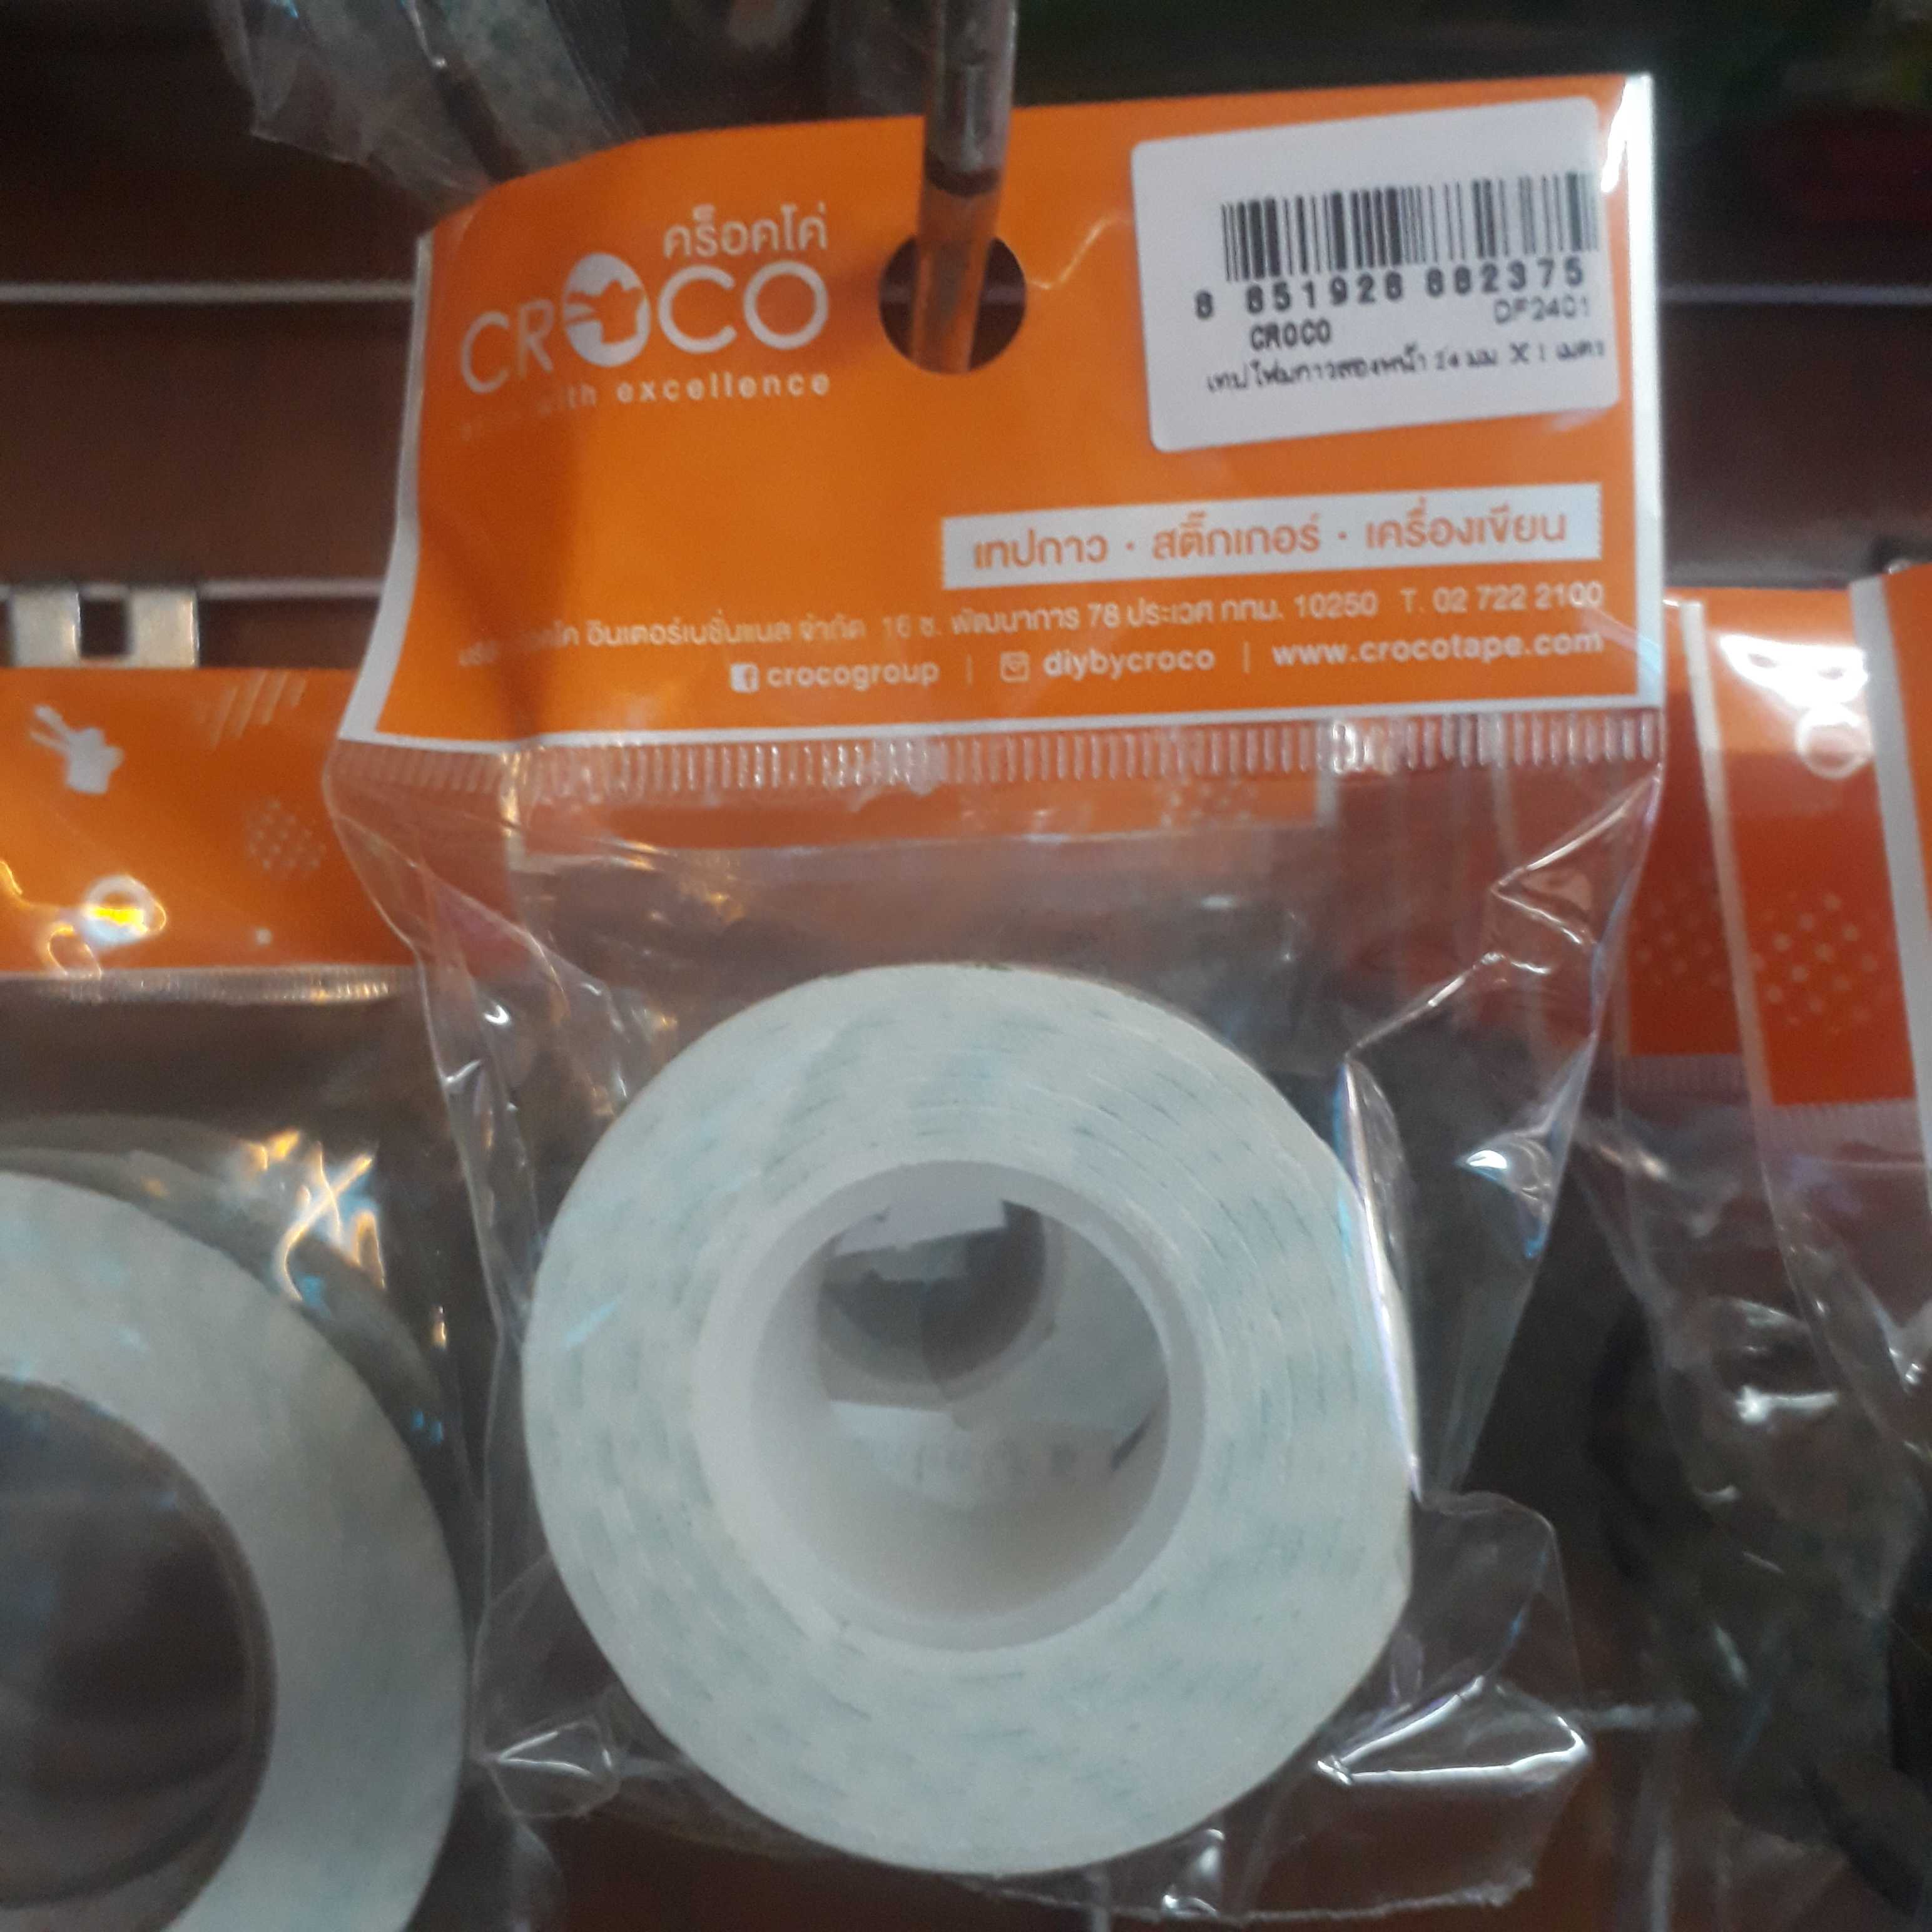 คร็อคโค่
CROCO
with excellence
8 851928 882375
DF2401
CROCO
เทปโฟมกาวสองหน้า 24 มม. X 1 เมตร
เทปกาว · สติ๊กเกอร์ · เครื่องเขียน
อินเตอร์เนชั่นแนล จำกัด 16 ซ. พัฒนาการ 78 ประเวศ กทม. 10250 T. 02 722 2100
crocogroup | diybycroco | www.crocotape.com